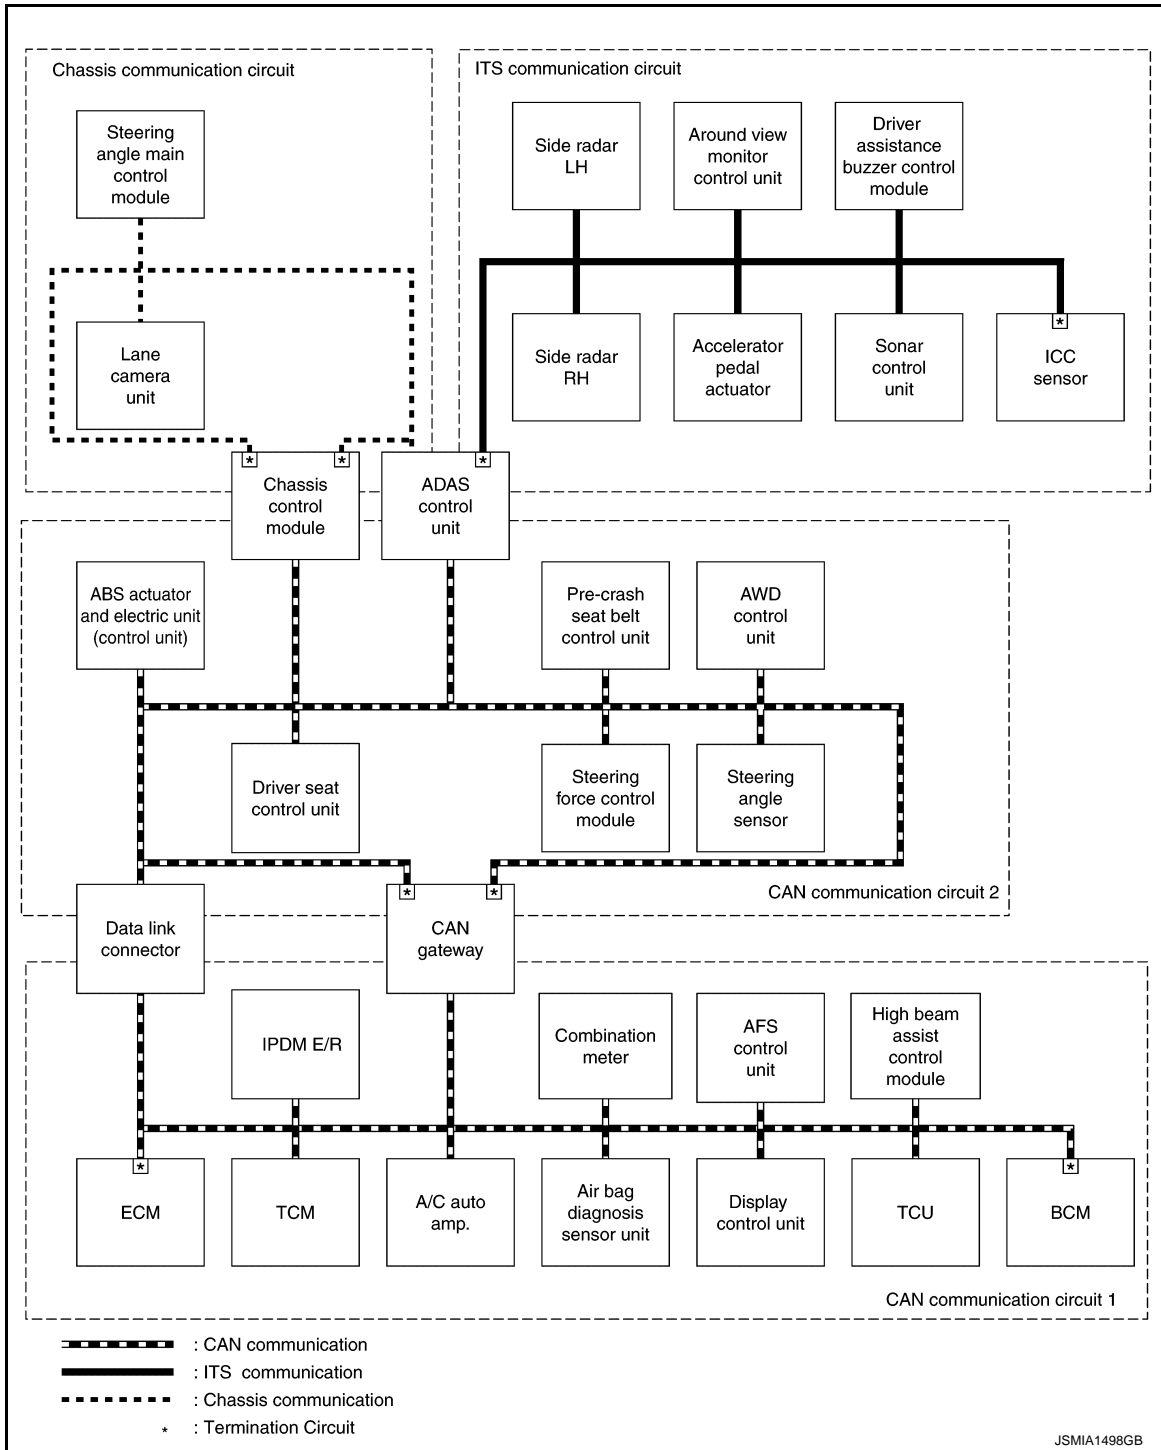 Chassis communication circuit
ITS communication circuit
Steering
angle main
control
module
Side radar
LH
Around view
monitor
control unit
Driver
assistance
buzzer control
module
Lane
camera
unit
Side radar
RH
Accelerator
pedal
actuator
Sonar
control
unit
*
ICC
sensor
*
*
Chassis
control
module
*
ADAS
control
unit
ABS actuator
and electric unit
(control unit)
Pre-crash
seat belt
control unit
AWD
control
unit
Driver seat
control unit
Steering
force control
module
Steering
angle
sensor
CAN communication circuit 2
Data link
connector
*
*
CAN
gateway
IPDM E/R
Combination
meter
AFS
control
unit
High beam
assist
control
module
*
ECM
TCM
A/C auto
amp.
Air bag
diagnosis
sensor unit
Display
control unit
TCU
*
BCM
CAN communication circuit 1
: CAN communication
: ITS communication
: Chassis communication
* : Termination Circuit
JSMIA1498GB